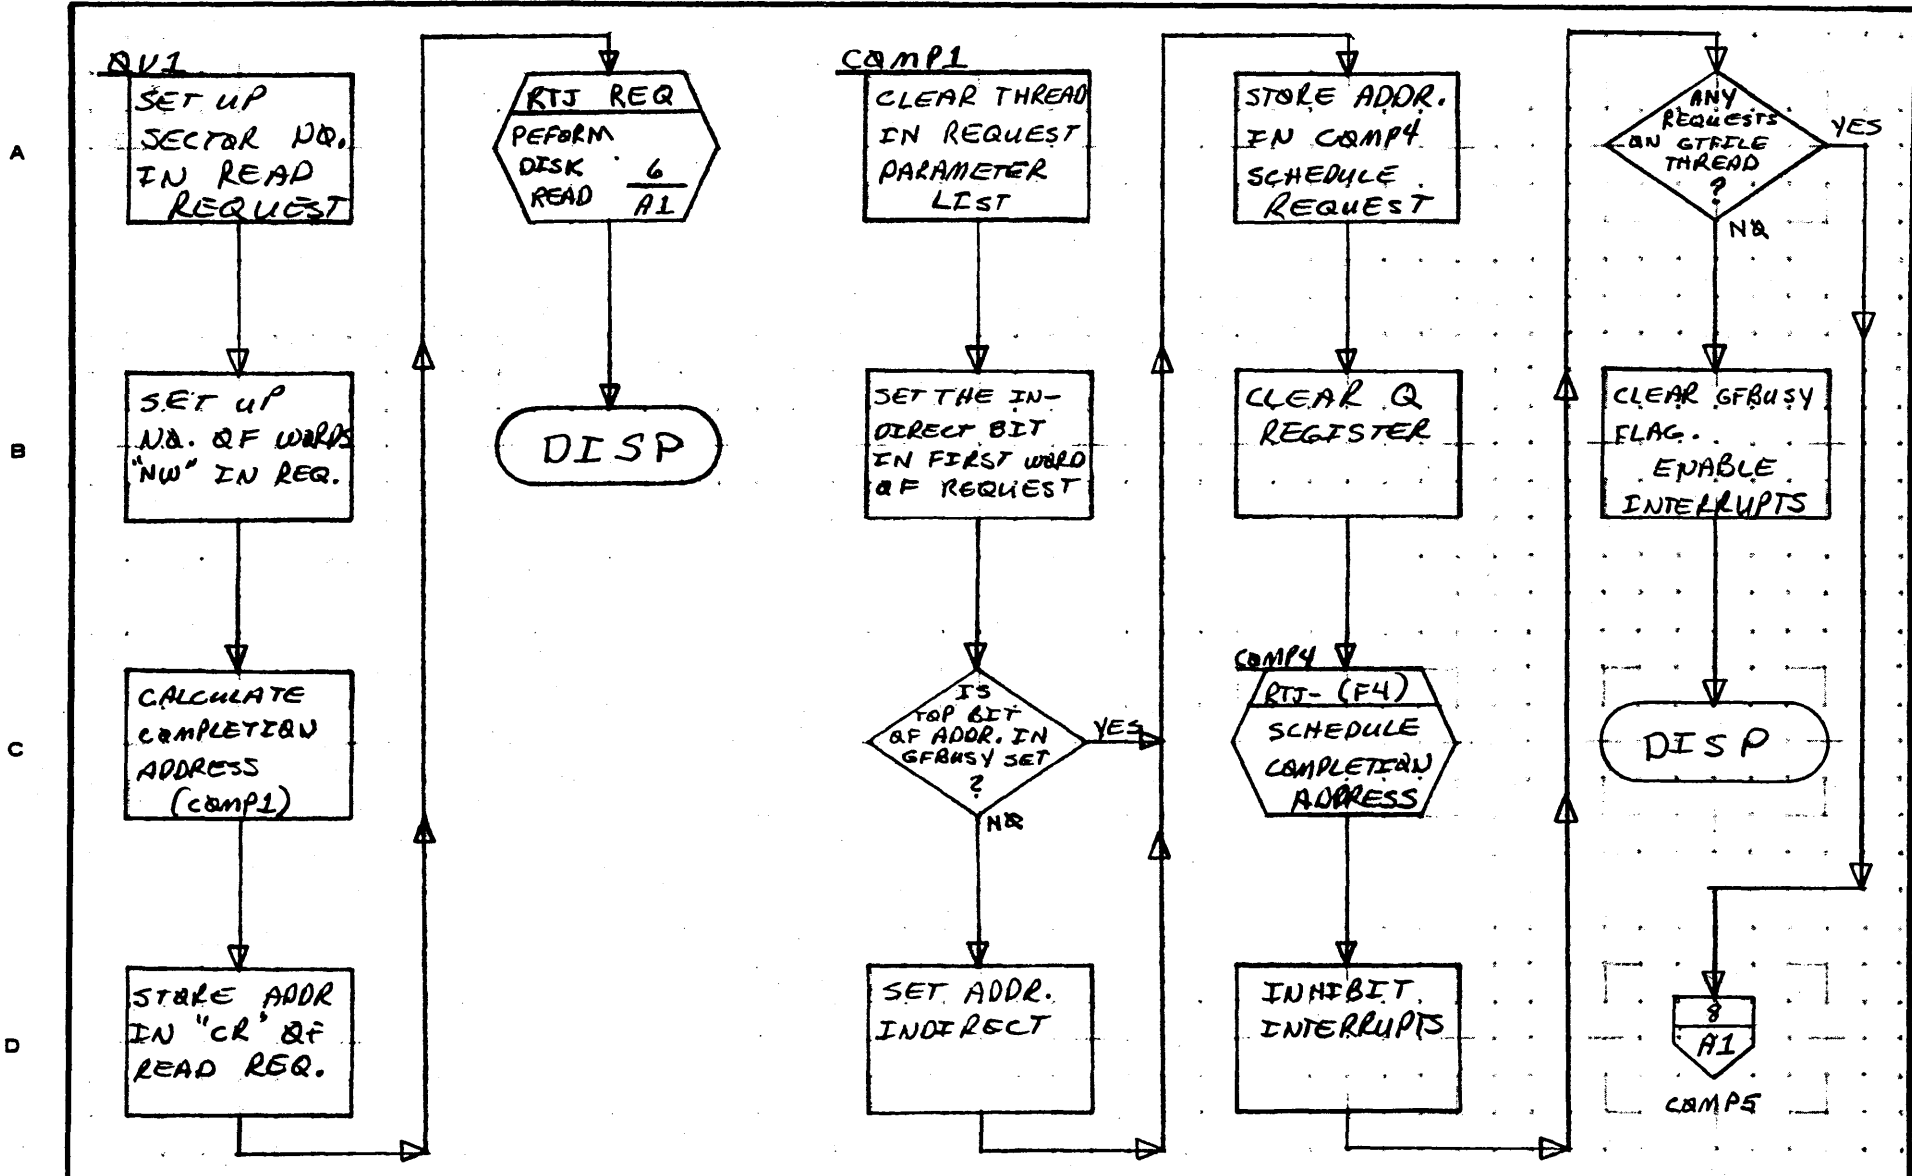 A
B
C
D
QV1
SET UP
SECTOR NO.
IN READ
REQUEST
SET UP
NO. OF WORDS
"NW" IN REQ.
CALCULATE
COMPLETION
ADDRESS
(COMP1)
STORE ADDR
IN "CR" OF
READ REQ.
RTJ REQ
PEFORM
DISK
READ
6
A1
DISP
COMP1
CLEAR THREAD
IN REQUEST
PARAMETER
LIST
SET THE IN-
DIRECT BIT
IN FIRST WORD
OF REQUEST
IS
TOP BIT
OF ADDR. IN
GFBUSY SET
?
YES
NO
SET ADDR.
INDIRECT
STORE ADDR.
IN COMP4
SCHEDULE
REQUEST
CLEAR Q
REGISTER
COMP4
RTJ- (F4)
SCHEDULE
COMPLETION
ADDRESS
INHIBIT
INTERRUPTS
ANY
REQUESTS
ON GTFILE
THREAD
?
YES
NO
CLEAR GFBUSY
FLAG.
ENABLE
INTERRUPTS
DISP
8
A1
COMP5